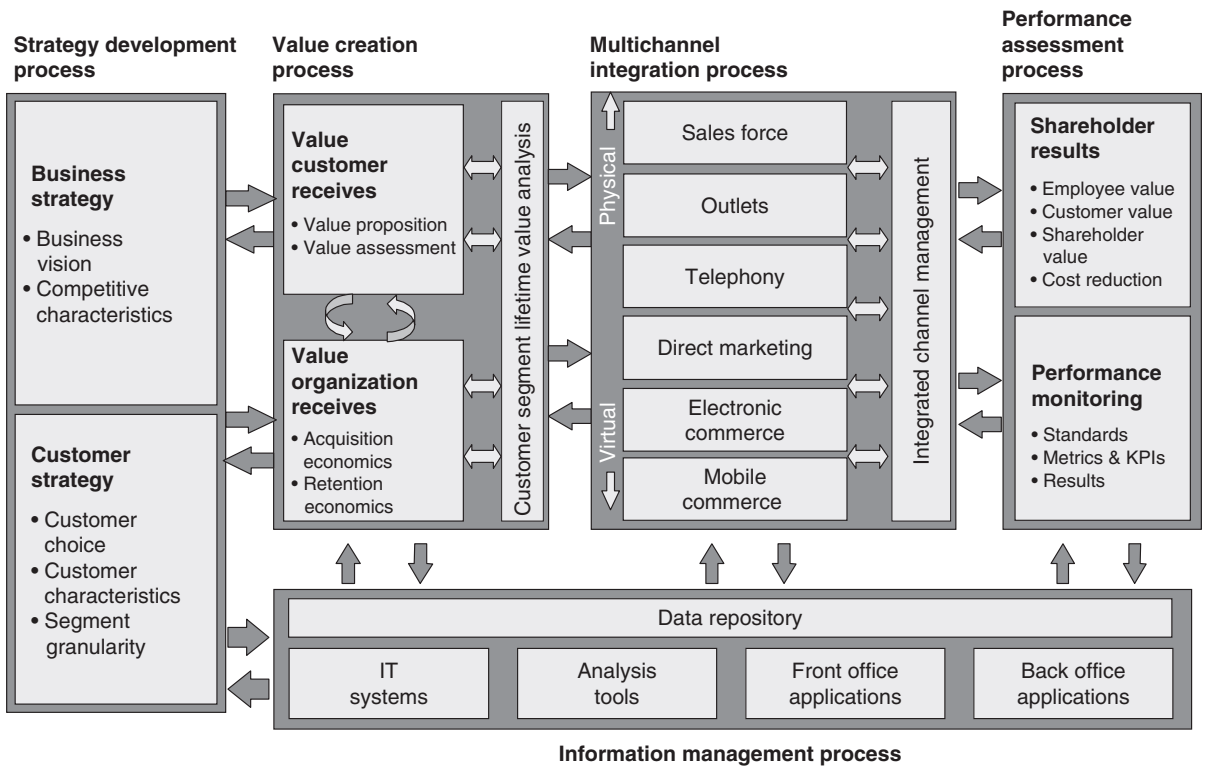 Strategy development
process
Business
strategy
• Business
vision
• Competitive
characteristics
Customer
strategy
• Customer
choice
• Customer
characteristics
• Segment
granularity
Value creation
process
Value
customer
receives
• Value proposition
• Value assessment
Value
organization
receives
• Acquisition
economics
• Retention
economics
Customer segment lifetime value analysis
Multichannel
integration process
Physical
Virtual
Sales force
Outlets
Telephony
Direct marketing
Electronic
commerce
Mobile
commerce
Integrated channel management
Performance
assessment
process
Shareholder
results
• Employee value
• Customer value
• Shareholder
value
• Cost reduction
Performance
monitoring
• Standards
• Metrics & KPIs
• Results
Data repository
IT
systems
Analysis
tools
Front office
applications
Back office
applications
Information management process